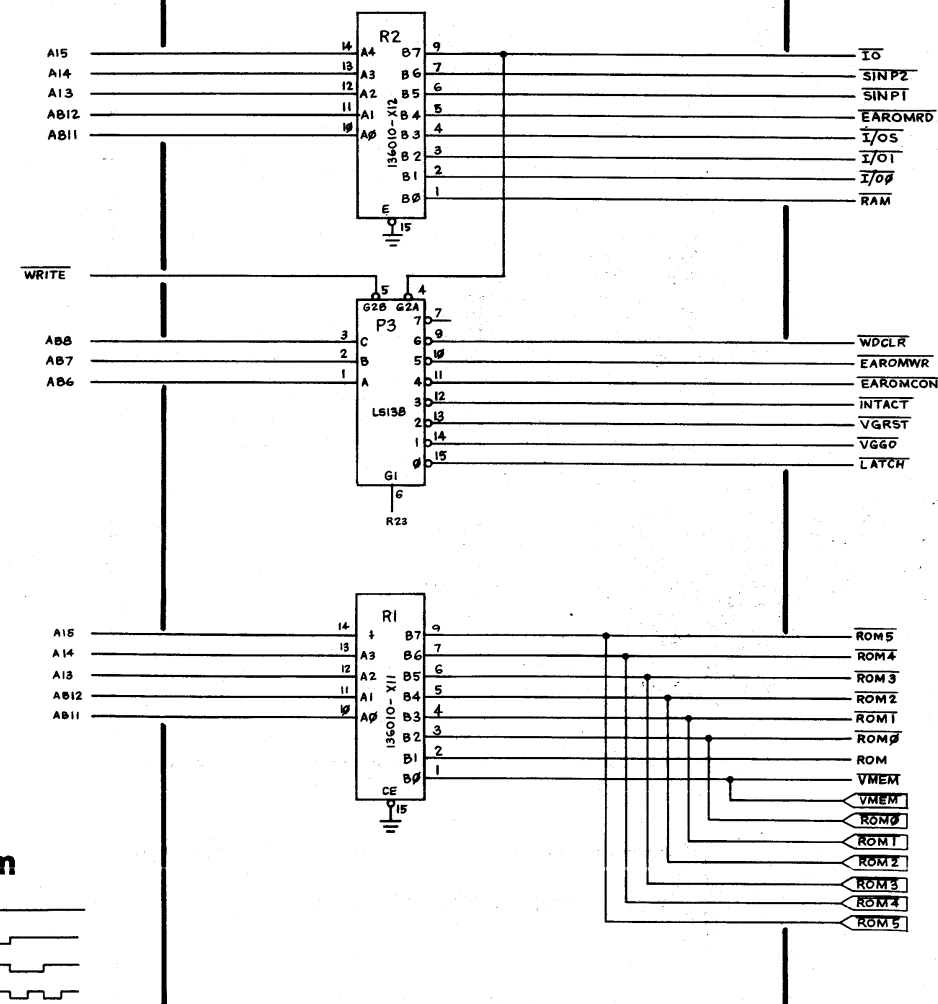 R2
A15 14 A4 B7 9 IO
A14 13 A3 B6 7 SINP2
A13 12 A2 B5 6 SINP1
AB12 11 A1 B4 5 EAROMRD
AB11 10 A0 B3 4 I/OS
B2 3 I/O1
B1 2 I/O0
B0 1 RAM
136010-X12
E
15
WRITE
5 4
G2B G2A
P3
7 7
AB8 3 C 6 9 WDCLR
AB7 2 B 5 10 EAROMWR
AB6 1 A 4 11 EAROMCON
3 12 INTACT
LS138
2 13 VGRST
1 14 VGGO
0 15 LATCH
G1
6
R23
R1
A15 14 4 B7 9 ROM5
A14 13 A3 B6 7 ROM4
A13 12 A2 B5 6 ROM3
AB12 11 A1 B4 5 ROM2
AB11 10 A0 B3 4 ROM1
B2 3 ROM0
B1 2 ROM
B0 1 VMEM
136010-X11
CE
15
VMEM
ROM0
ROM1
ROM2
ROM3
ROM4
ROM5
m